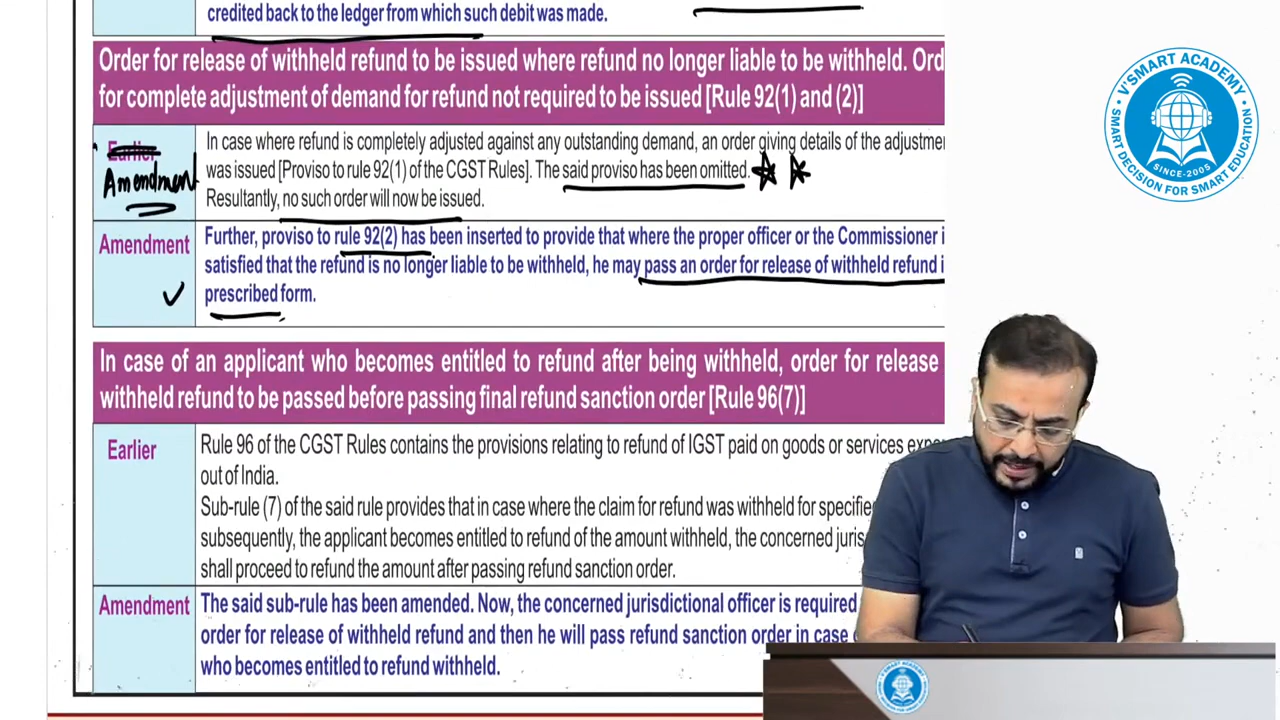 credited back to the ledger from which such debit was made.
Order for release of withheld refund to be issued where refund no longer liable to be withheld. Ord
for complete adjustment of demand for refund not required to be issued [Rule 92(1) and (2)]
Earlier
Amendment
In case where refund is completely adjusted against any outstanding demand, an order giving details of the adjustme
was issued [Proviso to rule 92(1) of the CGST Rules]. The said proviso has been omitted.
Resultantly, no such order will now be issued.
Amendment
Further, proviso to rule 92(2) has been inserted to provide that where the proper officer or the Commissioner i
satisfied that the refund is no longer liable to be withheld, he may pass an order for release of withheld refund i
prescribed form.
In case of an applicant who becomes entitled to refund after being withheld, order for release
withheld refund to be passed before passing final refund sanction order [Rule 96(7)]
Earlier
Rule 96 of the CGST Rules contains the provisions relating to refund of IGST paid on goods or services expo
out of India.
Sub-rule (7) of the said rule provides that in case where the claim for refund was withheld for specifie
subsequently, the applicant becomes entitled to refund of the amount withheld, the concerned juris
shall proceed to refund the amount after passing refund sanction order.
Amendment
The said sub-rule has been amended. Now, the concerned jurisdictional officer is required
order for release of withheld refund and then he will pass refund sanction order in case
who becomes entitled to refund withheld.
V'SMART ACADEMY
SINCE-2005
SMART DECISION FOR SMART EDUCATION